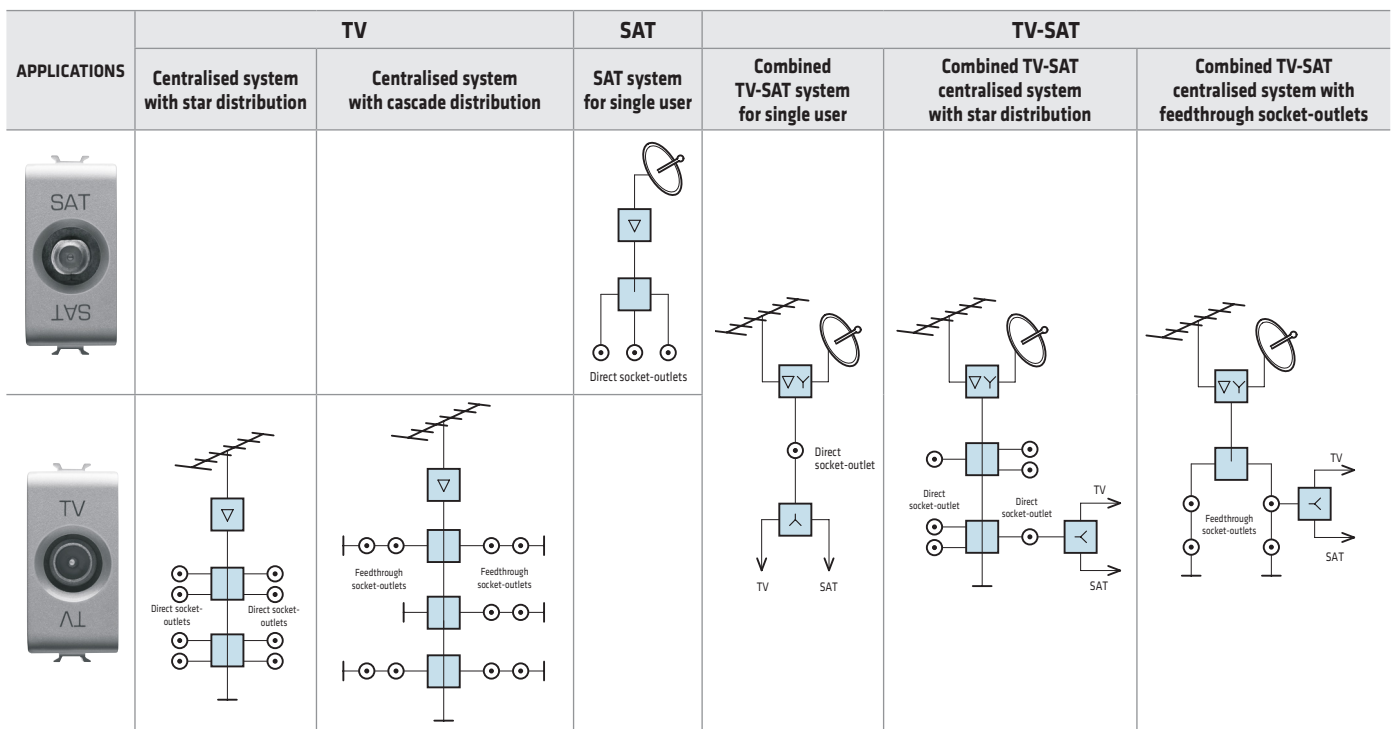 APPLICATIONS
TV
SAT
TV-SAT
Centralised system
with star distribution
Centralised system
with cascade distribution
SAT system
for single user
Combined
TV-SAT system
for single user
Combined TV-SAT
centralised system
with star distribution
Combined TV-SAT
centralised system with
feedthrough socket-outlets
SAT
SAT
Direct socket-outlets
TV
TV
Direct socket-
outlets
Direct socket-
outlets
Feedthrough
socket-outlets
Feedthrough
socket-outlets
Direct
socket-outlet
TV
SAT
Direct
socket-outlet
Direct
socket-outlet
TV
SAT
Feedthrough
socket-outlets
TV
SAT